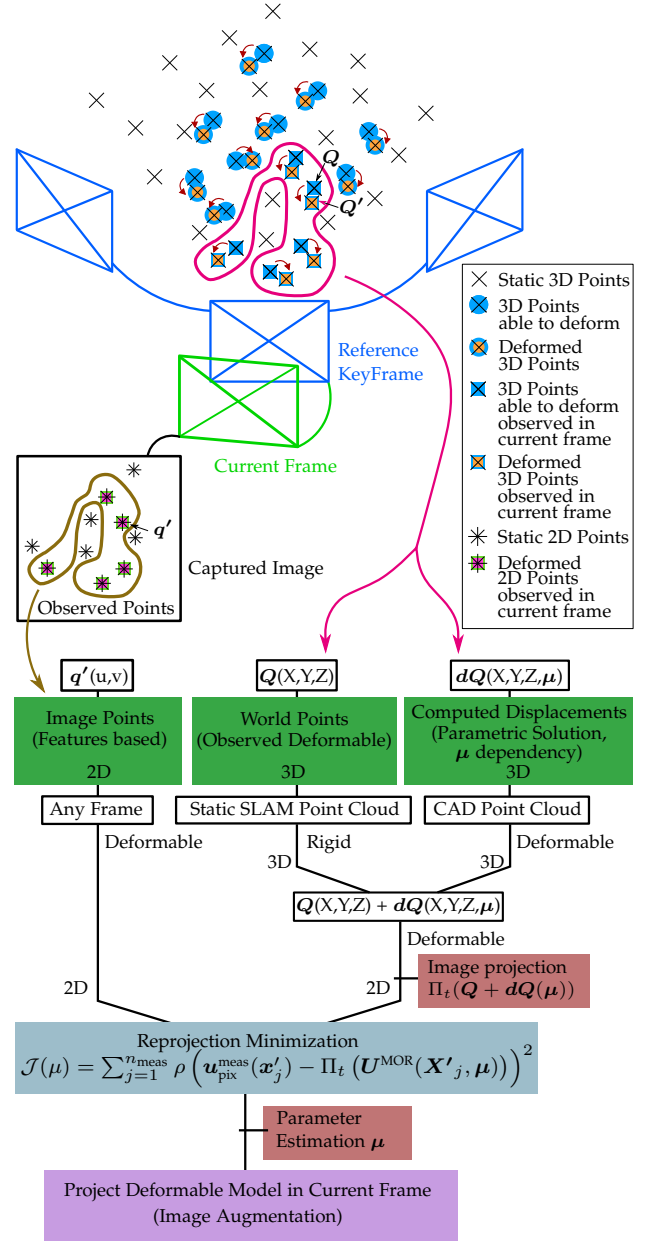 Q
Q'
Static 3D Points
3D Points
able to deform
Deformed
3D Points
3D Points
able to deform
observed in
current frame
Deformed
3D Points
observed in
current frame
Static 2D Points
Deformed
2D Points
observed in
current frame
Reference
KeyFrame
Current Frame
q'
Captured Image
Observed Points
q'(u,v)
Q(X,Y,Z)
dQ(X,Y,Z,μ)
Image Points
(Features based)
2D
World Points
(Observed Deformable)
3D
Computed Displacements
(Parametric Solution,
μ dependency)
3D
Any Frame
Static SLAM Point Cloud
CAD Point Cloud
Deformable
Rigid
Deformable
3D
3D
Q(X,Y,Z) + dQ(X,Y,Z,μ)
Deformable
Image projection
Π_t(Q + dQ(μ))
2D
2D
Reprojection Minimization
𝒥(μ) = ∑_{j=1}^{n_meas} ρ (u_pix^meas(x'_j) − Π_t (U^MOR(X'_j, μ)))^2
Parameter
Estimation μ
Project Deformable Model in Current Frame
(Image Augmentation)